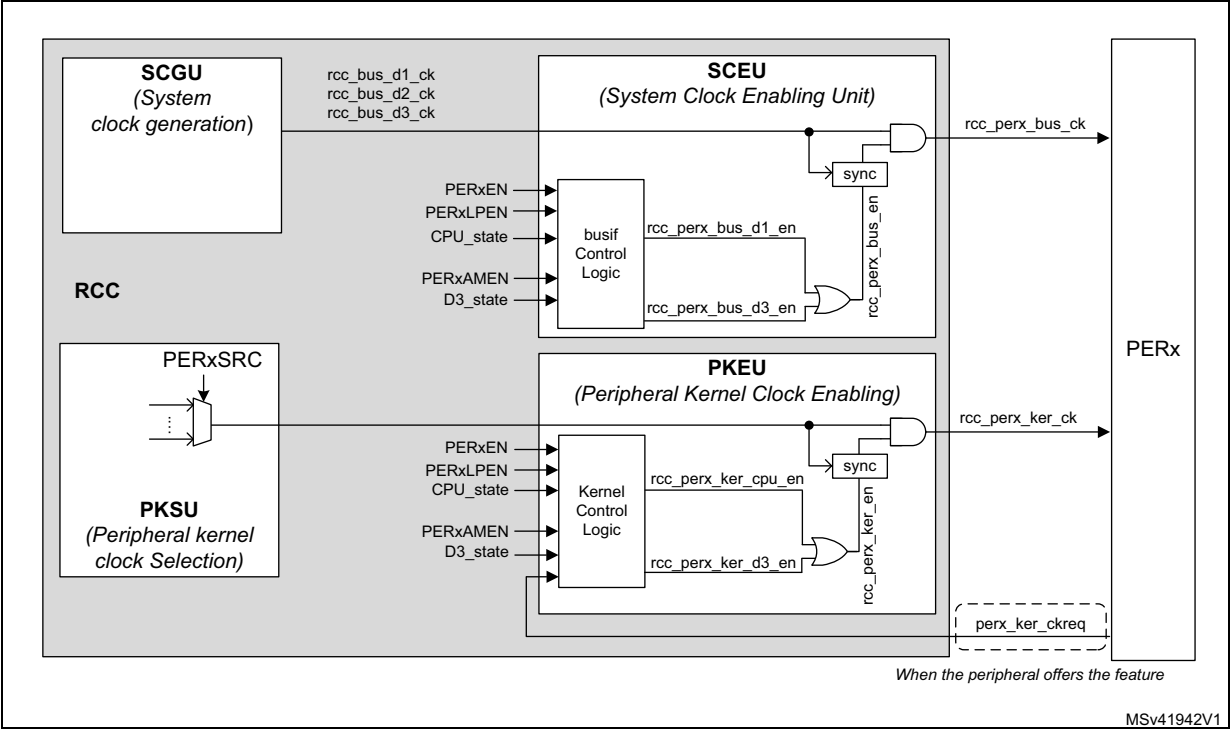 SCGU
(System
clock generation)
rcc_bus_d1_ck
rcc_bus_d2_ck
rcc_bus_d3_ck
SCEU
(System Clock Enabling Unit)
rcc_perx_bus_ck
sync
PERxEN
PERxLPEN
CPU_state
PERxAMEN
D3_state
busif
Control
Logic
rcc_perx_bus_d1_en
rcc_perx_bus_d3_en
rcc_perx_bus_en
RCC
PERx
PERxSRC
PKSU
(Peripheral kernel
clock Selection)
PKEU
(Peripheral Kernel Clock Enabling)
rcc_perx_ker_ck
sync
PERxEN
PERxLPEN
CPU_state
PERxAMEN
D3_state
Kernel
Control
Logic
rcc_perx_ker_cpu_en
rcc_perx_ker_d3_en
rcc_perx_ker_en
perx_ker_ckreq
When the peripheral offers the feature
MSv41942V1